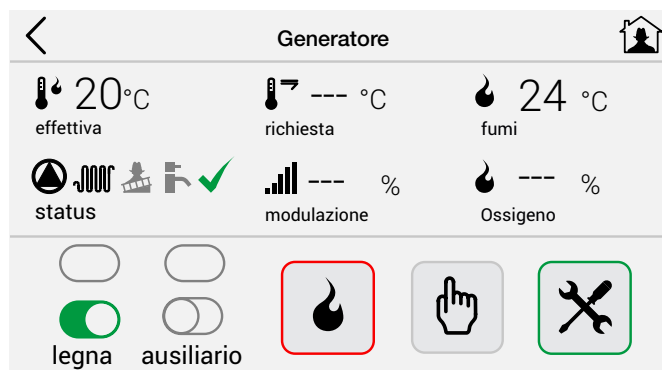 Generatore
20°C --- °C 24 °C
effettiva richiesta fumi
--- % --- %
status modulazione Ossigeno
legna ausiliario